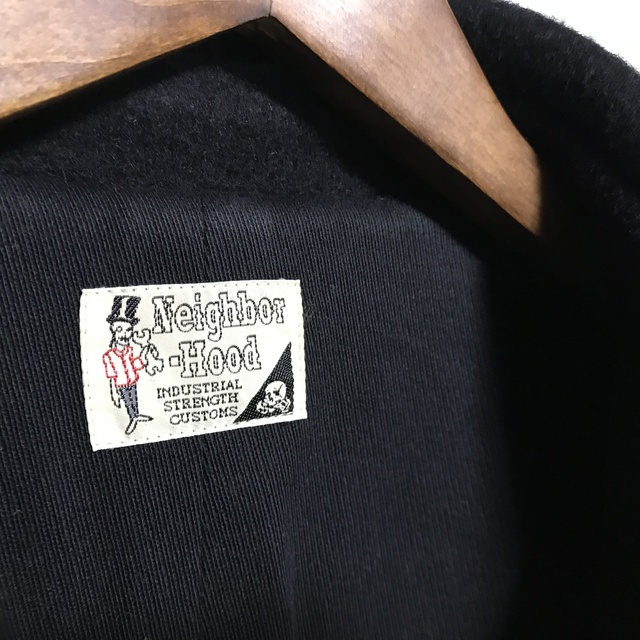 Neighbor
-Hood
INDUSTRIAL
STRENGTH
CUSTOMS